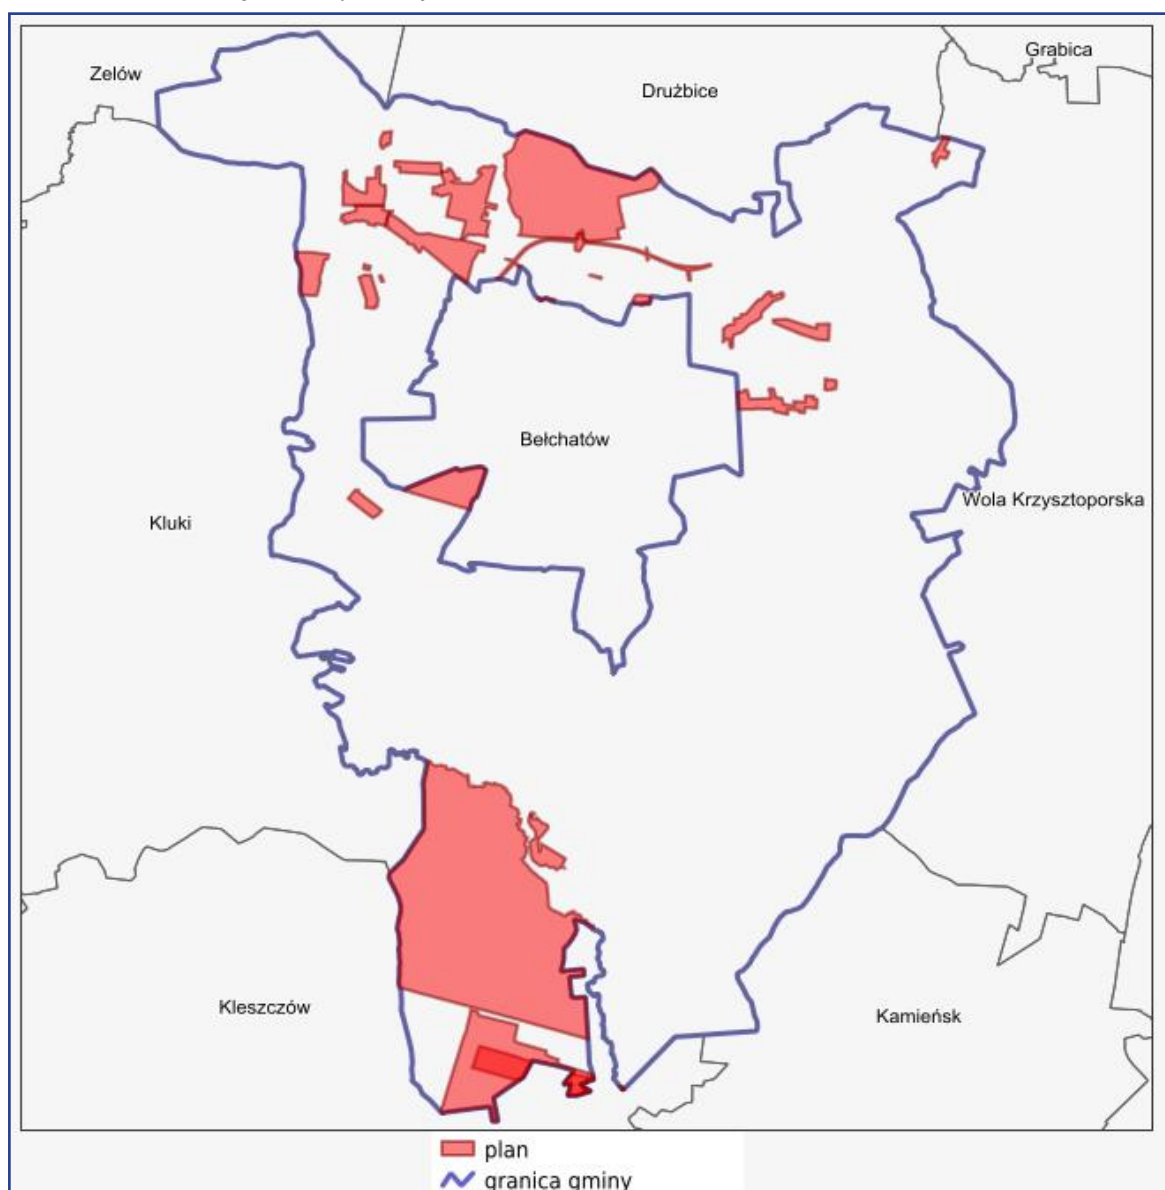 Grabica
Zelów
Drużbice
Bełchatów
Wola Krzysztoporska
Kluki
Kleszczów
Kamieńsk
plan
granica gminy